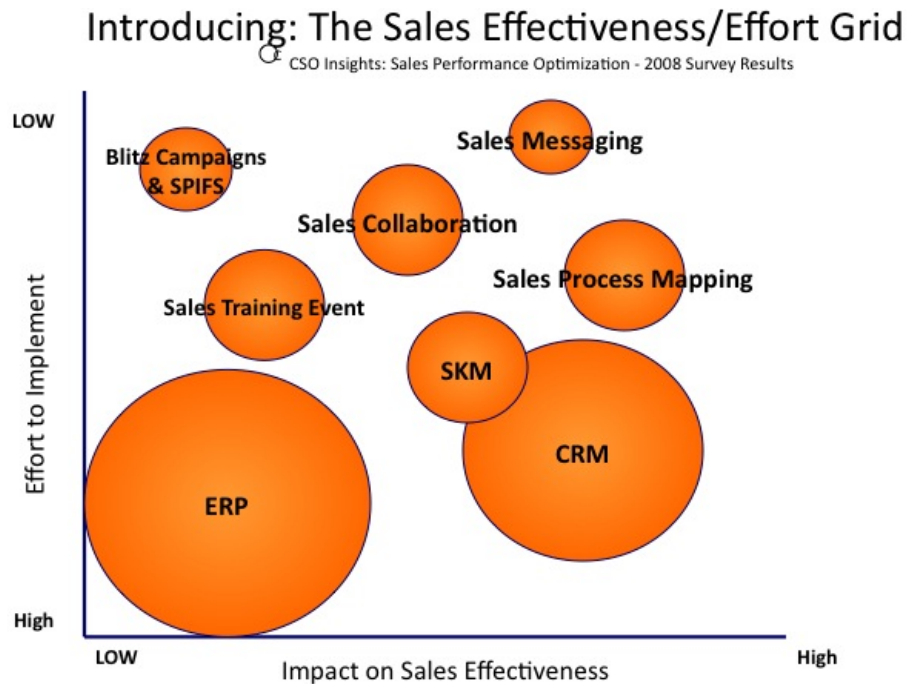 Introducing: The Sales Effectiveness/Effort Grid
CSO Insights: Sales Performance Optimization - 2008 Survey Results
LOW
Blitz Campaigns
& SPIFS
Sales Messaging
Sales Collaboration
Sales Process Mapping
Sales Training Event
SKM
CRM
ERP
Effort to Implement
High
LOW
Impact on Sales Effectiveness
High